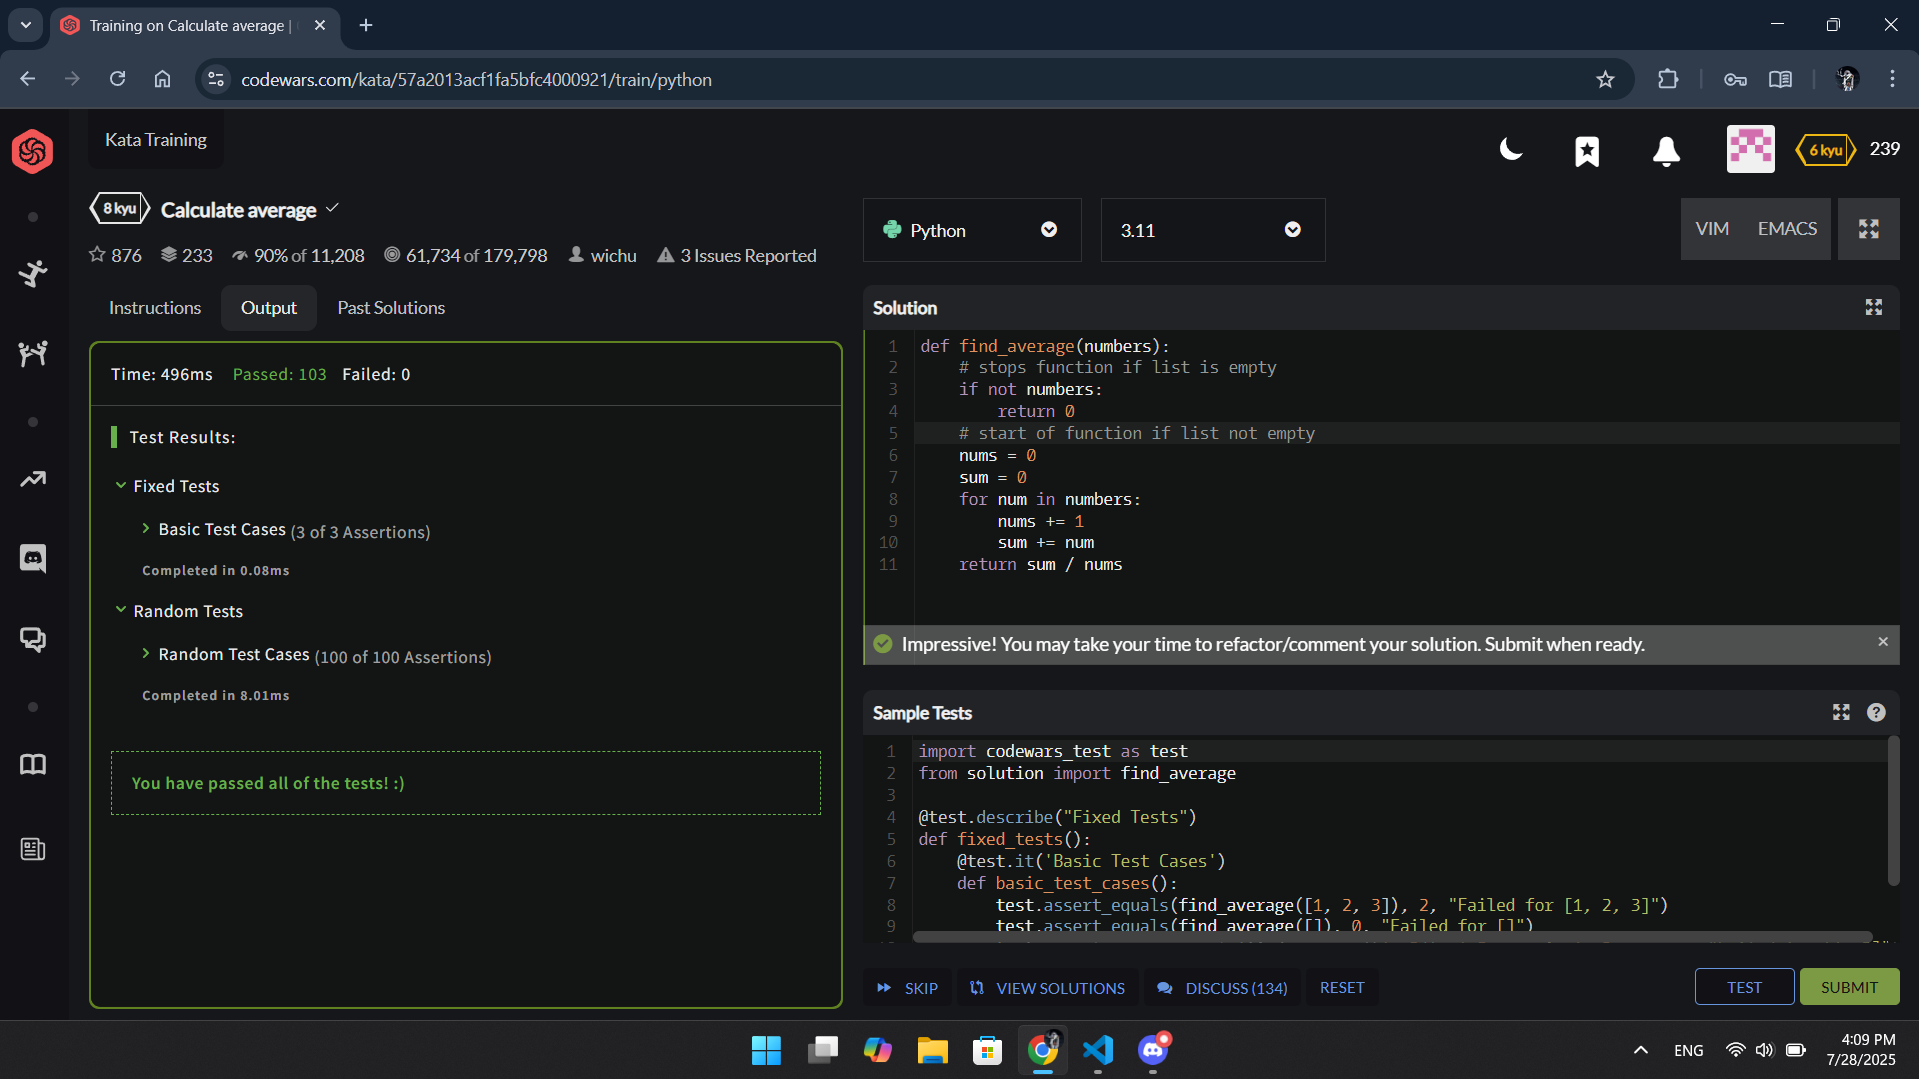 Training on Calculate average |
codewars.com/kata/57a2013acf1fa5bfc4000921/train/python
Kata Training
6 kyu
239
8 kyu
Calculate average
876
233
90% of 11,208
61,734 of 179,798
wichu
3 Issues Reported
Python
3.11
VIM
EMACS
Instructions
Output
Past Solutions
Time: 496ms Passed: 103 Failed: 0
Test Results:
Fixed Tests
Basic Test Cases (3 of 3 Assertions)
Completed in 0.08ms
Random Tests
Random Test Cases (100 of 100 Assertions)
Completed in 8.01ms
You have passed all of the tests! :)
Solution
1 def find_average(numbers):
2     # stops function if list is empty
3     if not numbers:
4         return 0
5     # start of function if list not empty
6     nums = 0
7     sum = 0
8     for num in numbers:
9         nums += 1
10         sum += num
11     return sum / nums
Impressive! You may take your time to refactor/comment your solution. Submit when ready.
Sample Tests
1 import codewars_test as test
2 from solution import find_average
3
4 @test.describe("Fixed Tests")
5 def fixed_tests():
6     @test.it('Basic Test Cases')
7     def basic_test_cases():
8         test.assert_equals(find_average([1, 2, 3]), 2, "Failed for [1, 2, 3]")
9         test.assert_equals(find_average([]), 0, "Failed for []")
SKIP
VIEW SOLUTIONS
DISCUSS (134)
RESET
TEST
SUBMIT
ENG
4:09 PM
7/28/2025